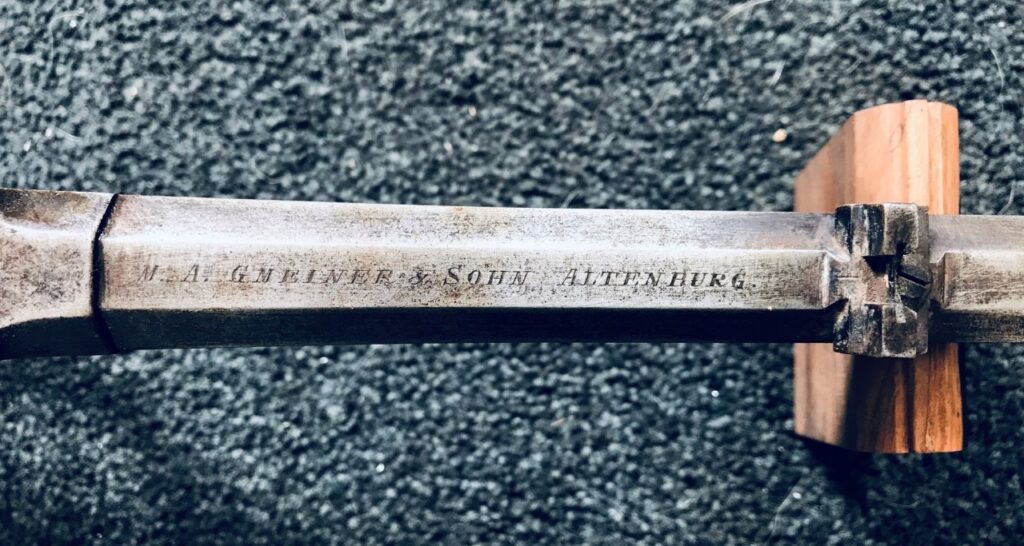 M. A. GMEINER & SOHN ALTENBURG.